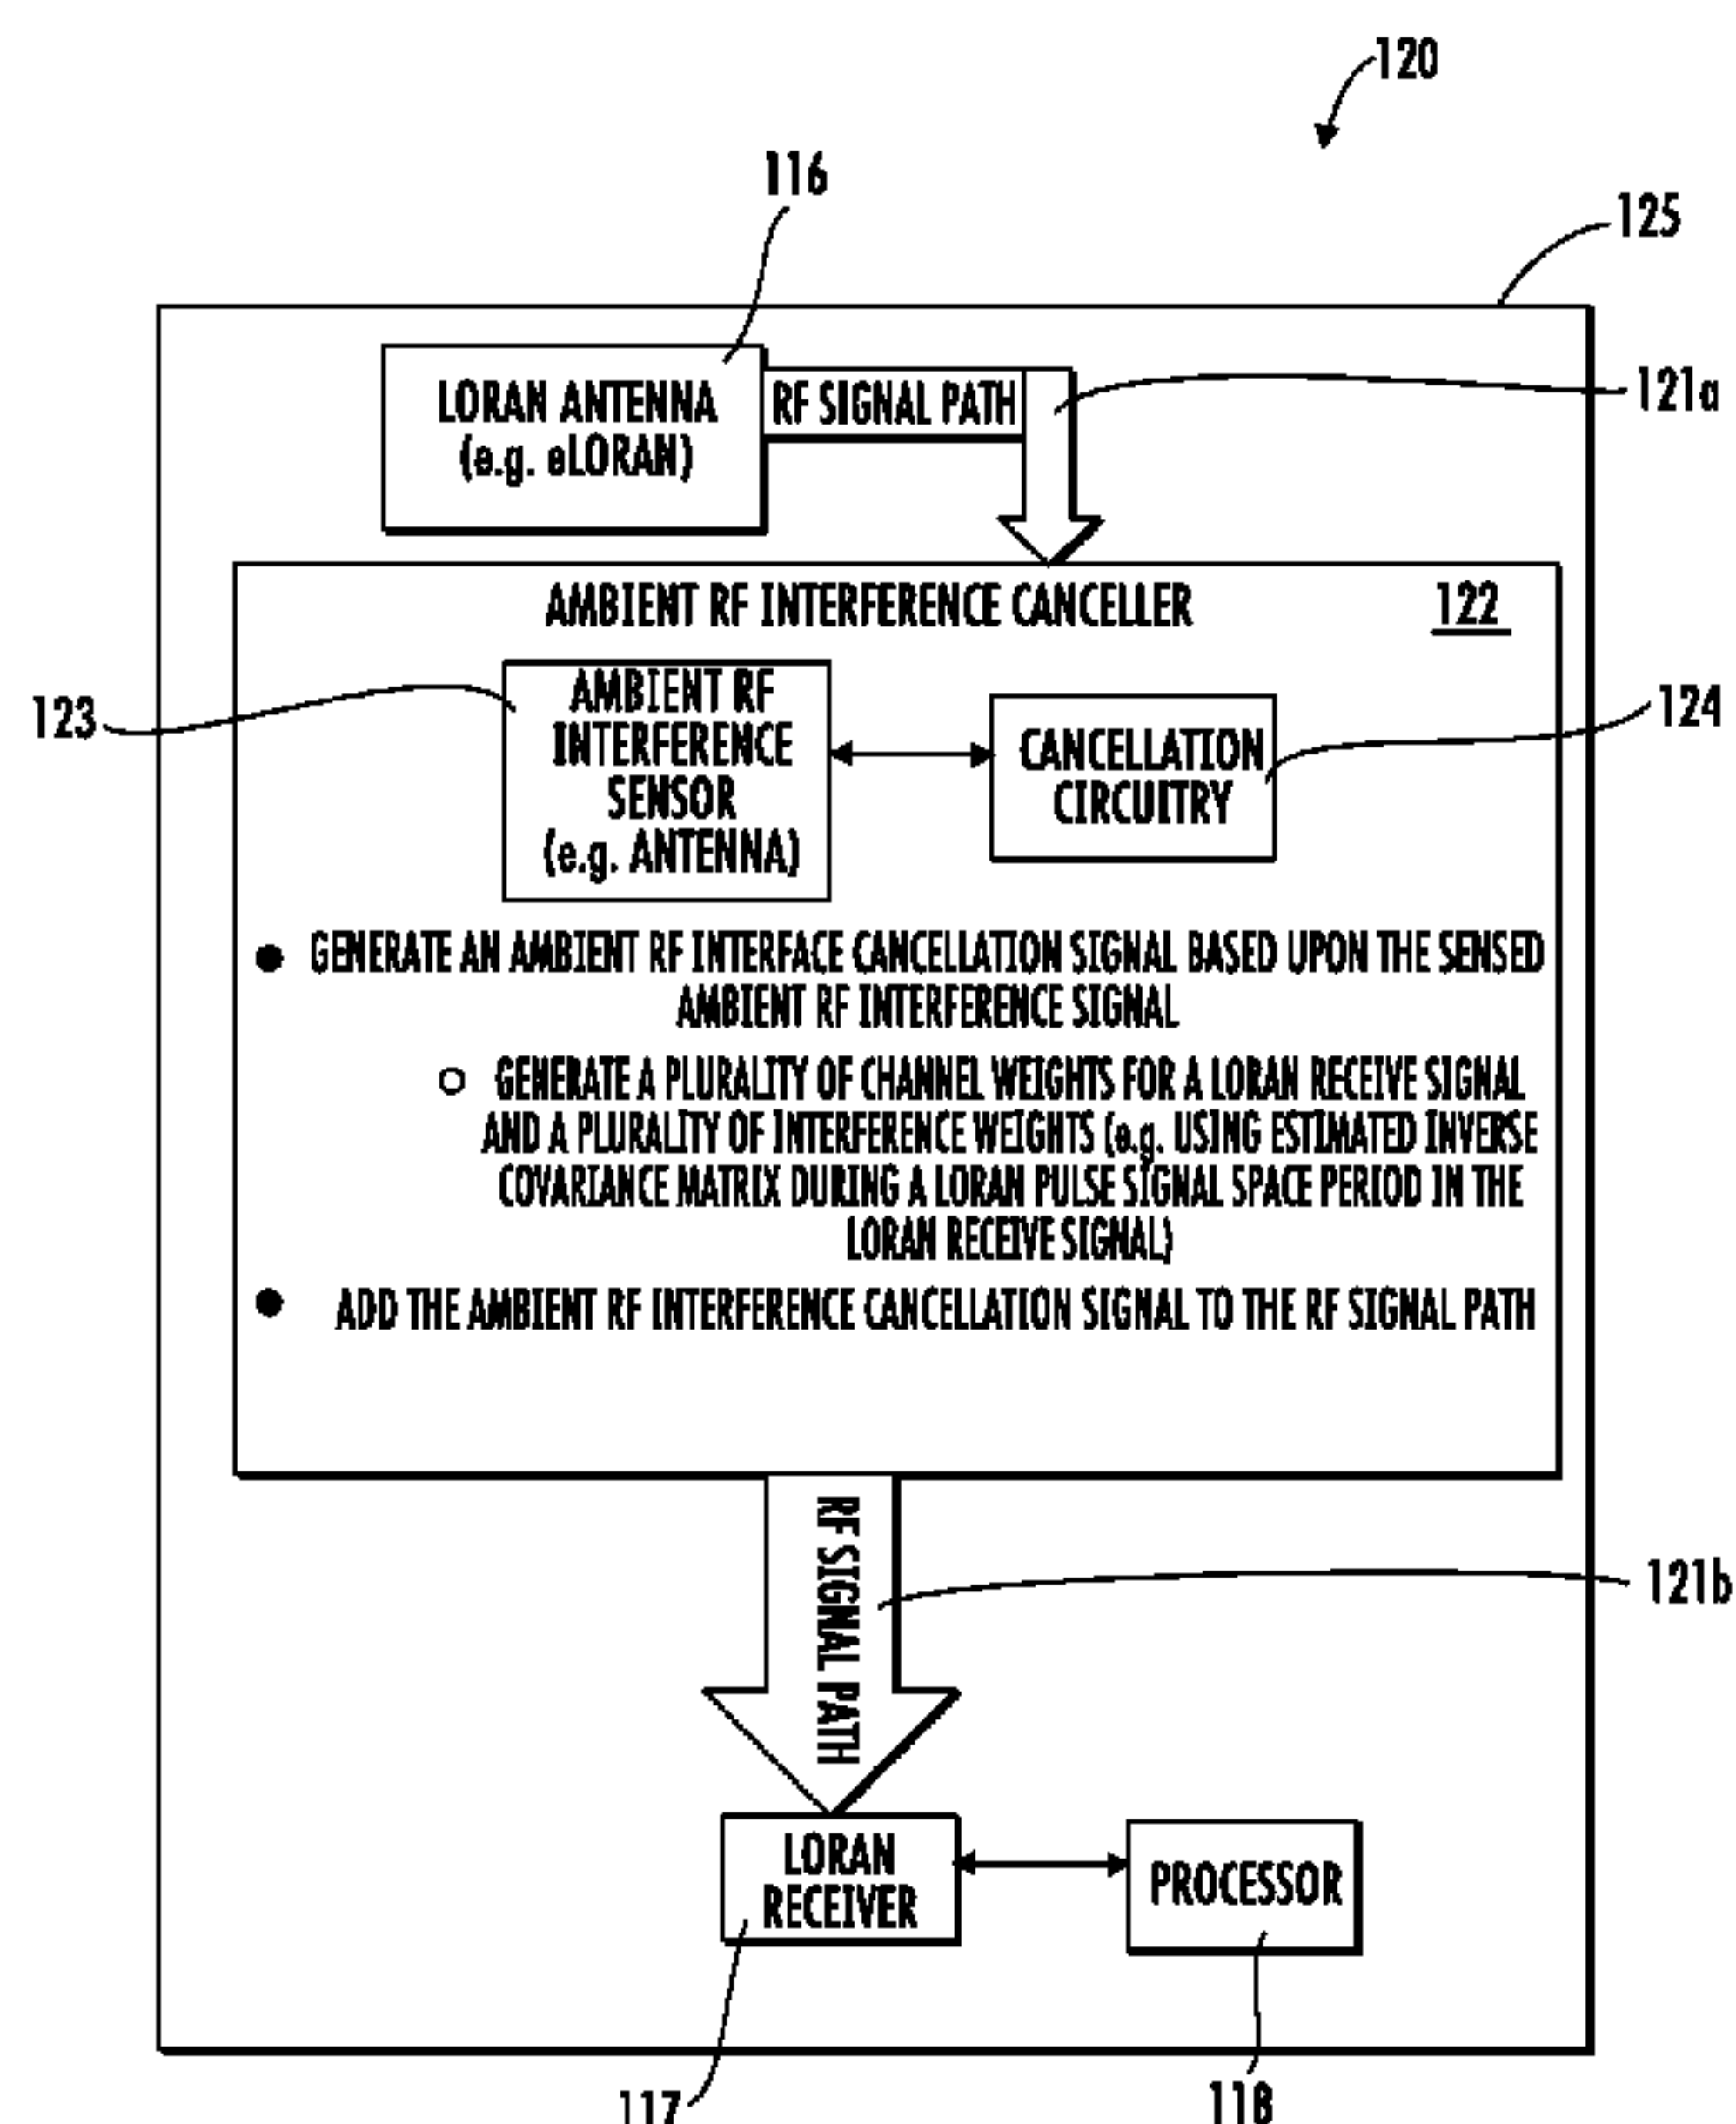 120
116
125
LORAN ANTENNA
(e.g. eLORAN)
RF SIGNAL PATH
121a
AMBIENT RF INTERFERENCE CANCELLER
122
123
AMBIENT RF
INTERFERENCE
SENSOR
(e.g. ANTENNA)
CANCELLATION
CIRCUITRY
124
● GENERATE AN AMBIENT RF INTERFACE CANCELLATION SIGNAL BASED UPON THE SENSED
AMBIENT RF INTERFERENCE SIGNAL
○ GENERATE A PLURALITY OF CHANNEL WEIGHTS FOR A LORAN RECEIVE SIGNAL
AND A PLURALITY OF INTERFERENCE WEIGHTS (e.g. USING ESTIMATED INVERSE
COVARIANCE MATRIX DURING A LORAN PULSE SIGNAL SPACE PERIOD IN THE
LORAN RECEIVE SIGNAL)
● ADD THE AMBIENT RF INTERFERENCE CANCELLATION SIGNAL TO THE RF SIGNAL PATH
RF SIGNAL PATH
121b
LORAN
RECEIVER
PROCESSOR
117
118